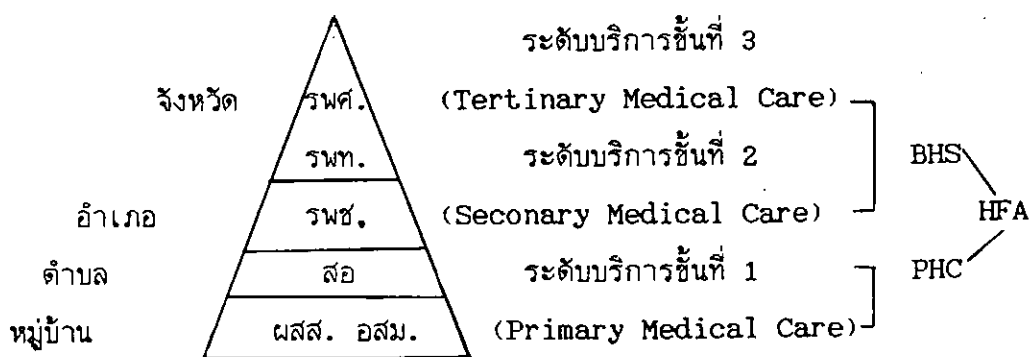 ระดับบริการขั้นที่ 3
จังหวัด รพศ. (Tertinary Medical Care)
รพท. ระดับบริการขั้นที่ 2 BHS
อำเภอ รพช. (Seconary Medical Care) HFA
ตำบล สอ ระดับบริการขั้นที่ 1 PHC
หมู่บ้าน ผสส. อสม. (Primary Medical Care)